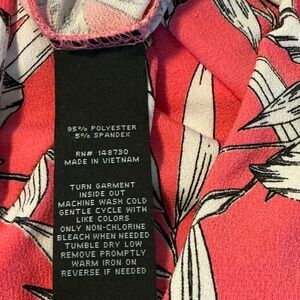 95% POLYESTER
5% SPANDEX
RN# 148730
MADE IN VIETNAM
TURN GARMENT
INSIDE OUT
MACHINE WASH COLD
GENTLE CYCLE WITH
LIKE COLORS
ONLY NON-CHLORINE
BLEACH WHEN NEEDED
TUMBLE DRY LOW
REMOVE PROMPTLY
WARM IRON ON
REVERSE IF NEEDED